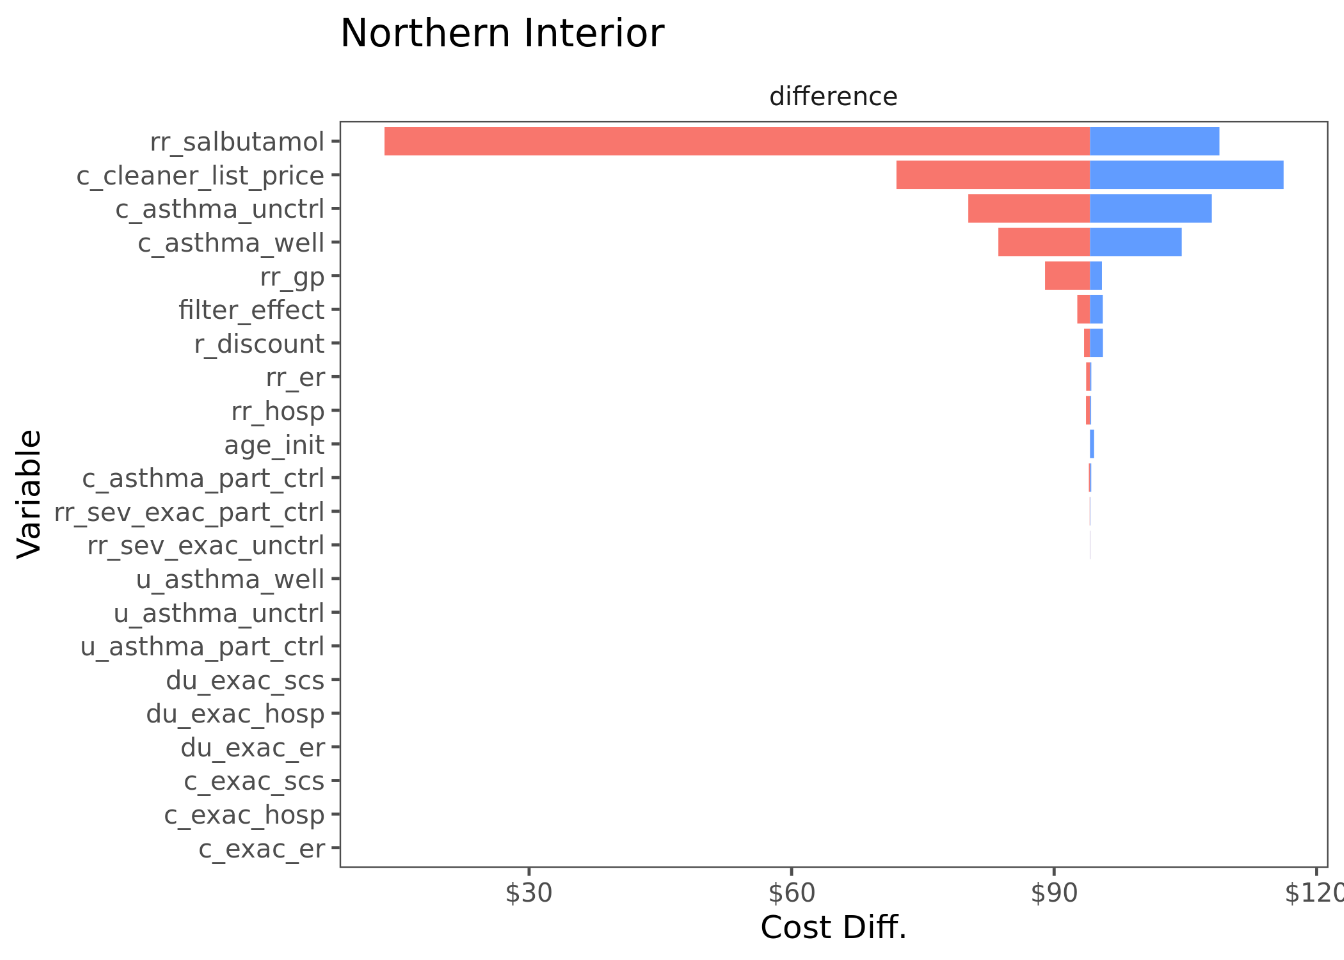 Northern Interior
difference
rr_salbutamol
c_cleaner_list_price
c_asthma_unctrl
c_asthma_well
rr_gp
filter_effect
r_discount
rr_er
rr_hosp
age_init
c_asthma_part_ctrl
rr_sev_exac_part_ctrl
rr_sev_exac_unctrl
u_asthma_well
u_asthma_unctrl
u_asthma_part_ctrl
du_exac_scs
du_exac_hosp
du_exac_er
c_exac_scs
c_exac_hosp
c_exac_er
Variable
$30 $60 $90 $120
Cost Diff.